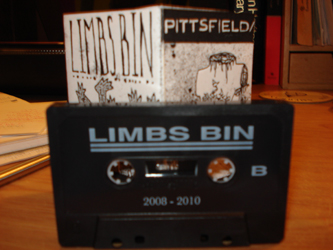 LIMBS BIN
PITTSFIELD/
LIMBS BIN
B
2008 - 2010